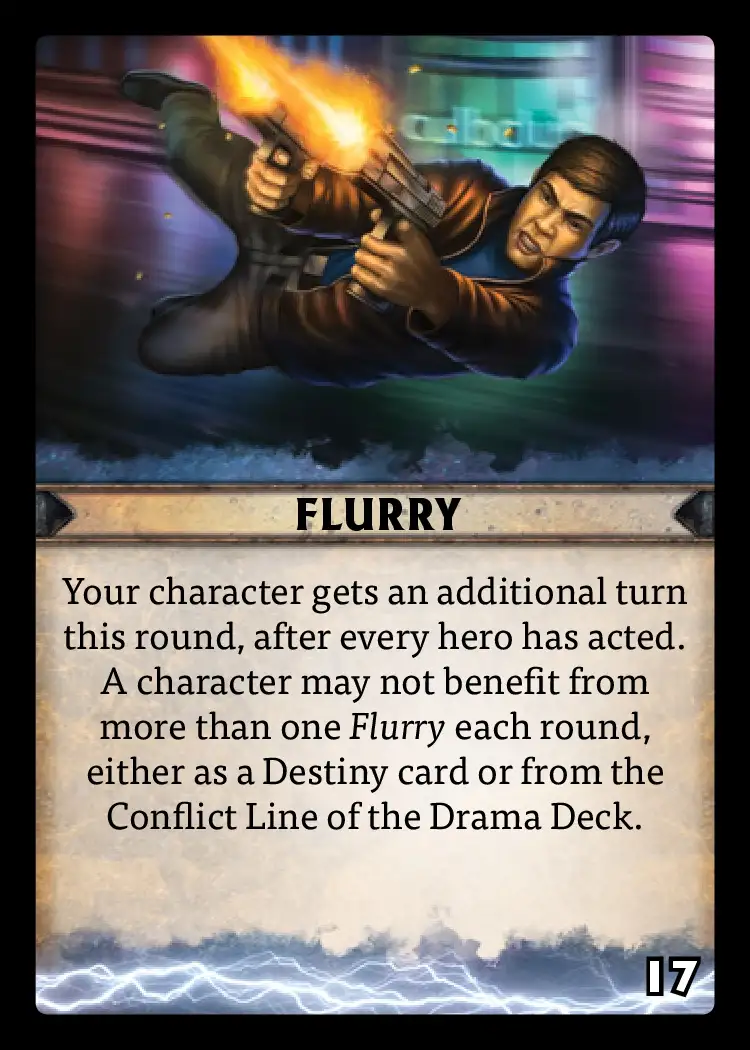 FLURRY
Your character gets an additional turn
this round, after every hero has acted.
A character may not benefit from
more than one Flurry each round,
either as a Destiny card or from the
Conflict Line of the Drama Deck.
17